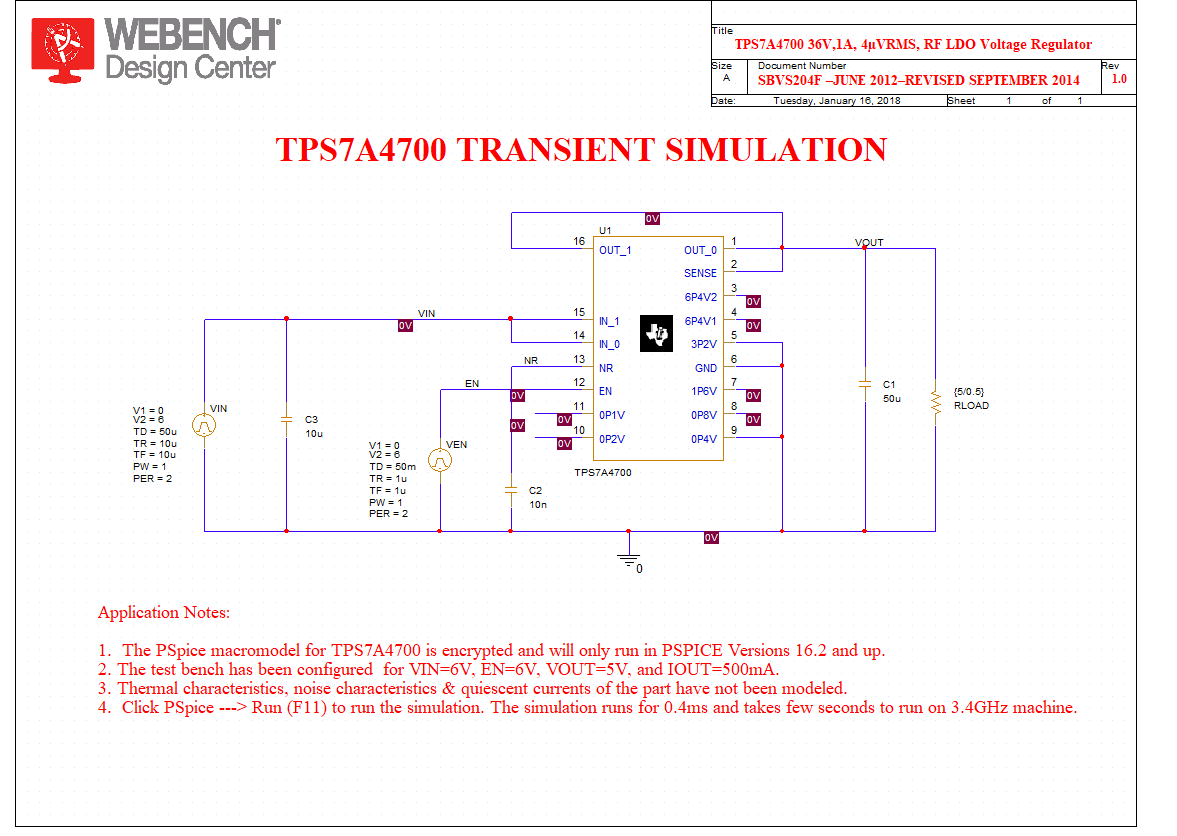 WEBENCH®
Design Center
Title
TPS7A4700 36V,1A, 4µVRMS, RF LDO Voltage Regulator
Size
A
Document Number
SBVS204F –JUNE 2012–REVISED SEPTEMBER 2014
Rev
1.0
Date:
Tuesday, January 16, 2018
Sheet 1 of 1
TPS7A4700 TRANSIENT SIMULATION
0V
U1
16
OUT_1
OUT_0
1
VOUT
SENSE
2
6P4V2
3
0V
VIN
0V
15
IN_1
6P4V1
4
0V
14
IN_0
3P2V
5
NR
13
NR
GND
6
EN
12
EN
1P6V
7
0V
0V
11
0P1V
0V
0P8V
8
0V
0V
10
0P2V
0V
0P4V
9
TPS7A4700
VIN
V1 = 0
V2 = 6
TD = 50u
TR = 10u
TF = 10u
PW = 1
PER = 2
C3
10u
VEN
V1 = 0
V2 = 6
TD = 50m
TR = 1u
TF = 1u
PW = 1
PER = 2
C2
10n
C1
50u
{5/0.5}
RLOAD
0V
0
Application Notes:
1. The PSpice macromodel for TPS7A4700 is encrypted and will only run in PSPICE Versions 16.2 and up.
2. The test bench has been configured for VIN=6V, EN=6V, VOUT=5V, and IOUT=500mA.
3. Thermal characteristics, noise characteristics & quiescent currents of the part have not been modeled.
4. Click PSpice ---> Run (F11) to run the simulation. The simulation runs for 0.4ms and takes few seconds to run on 3.4GHz machine.